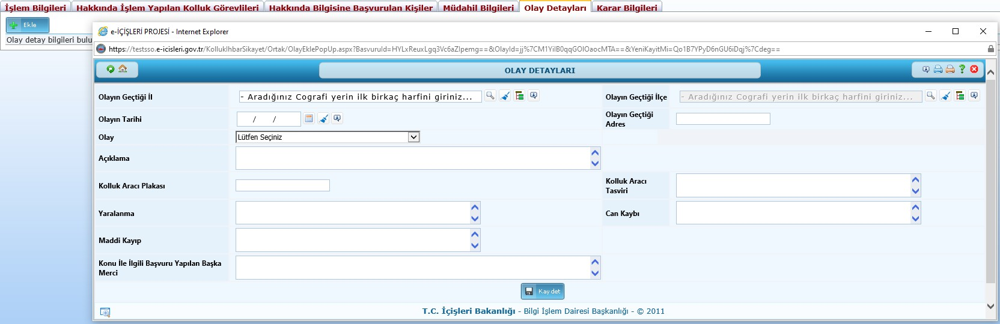 İşlem Bilgileri Hakkında İşlem Yapılan Kolluk Görevlileri Hakkında Bilgisine Başvurulan Kişiler Müdahil Bilgileri Olay Detayları Karar Bilgileri
Ekle
Olay detay bilgileri bulu
e-İÇİŞLERİ PROJESİ - Internet Explorer
https://testsso.e-icisleri.gov.tr/KollukIhbarSikayet/Ortak/OlayEklePopUp.aspx?BasvuruId=HYLxReuxLgq3Vc6aZlpemg==&OlayId=jj%7CM1YilB0qqGOIOaocMTA==&YeniKayitMi=Qo1B7YPyD6nGU6iDqj%7Cdeg==
OLAY DETAYLARI
Olayın Geçtiği İl - Aradığınız Cografi yerin ilk birkaç harfini giriniz... Olayın Geçtiği İlçe - Aradığınız Cografi yerin ilk birkaç harfini giriniz...
Olayın Tarihi / / Olayın Geçtiği
Adres
Olay Lütfen Seçiniz
Açıklama
Kolluk Aracı Plakası Kolluk Aracı
Tasviri
Yaralanma Can Kaybı
Maddi Kayıp
Konu İle İlgili Başvuru Yapılan Başka
Merci
Kaydet
T.C. İçişleri Bakanlığı - Bilgi İşlem Dairesi Başkanlığı - © 2011